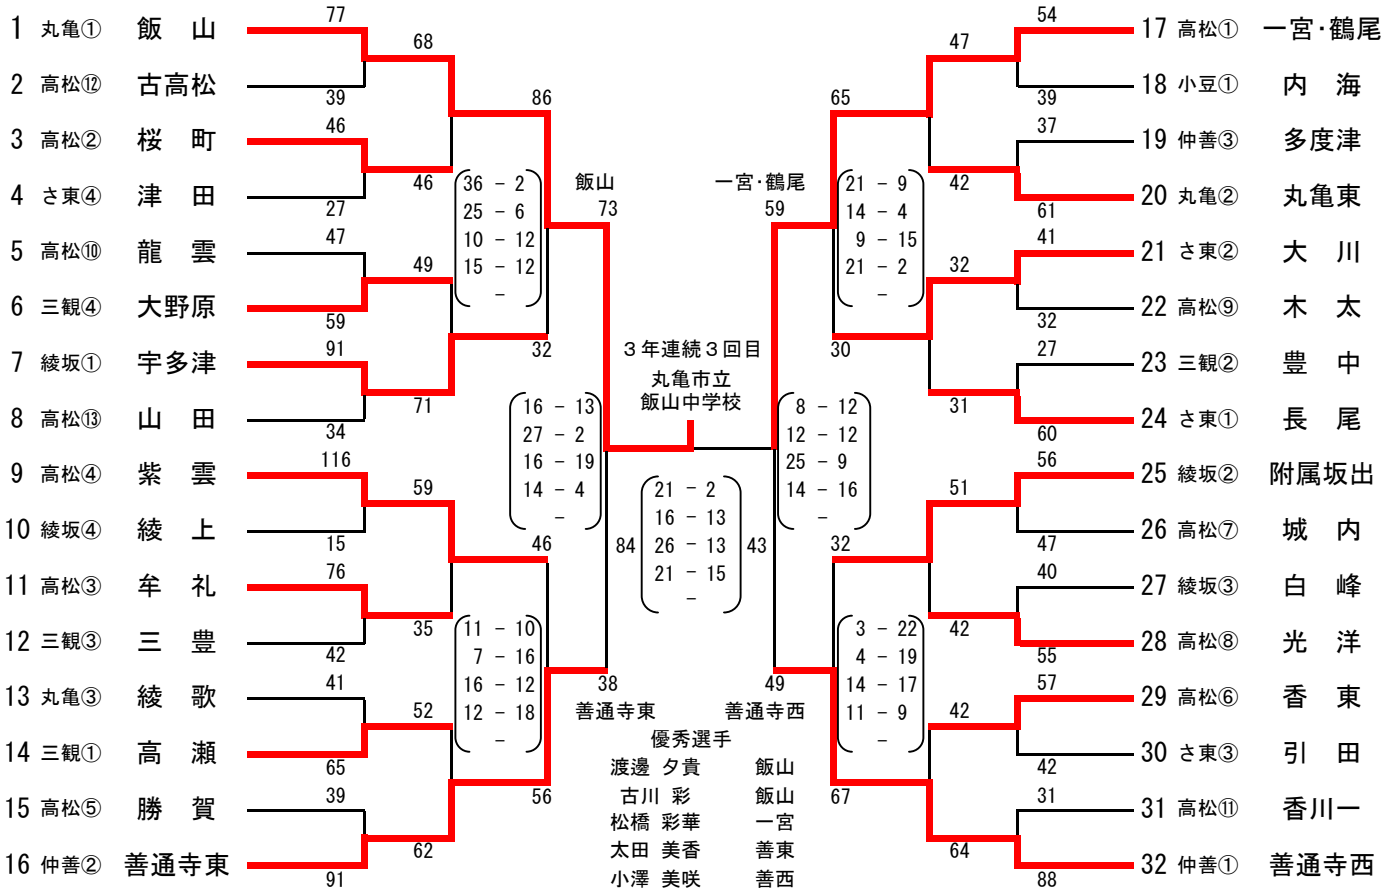 77
1 丸亀① 飯 山
68
2 高松⑫ 古高松
39
86
46
3 高松② 桜 町
46
4 さ東④ 津 田
27
36 - 2
25 - 6
10 - 12
15 - 12
-
飯山
73
47
5 高松⑩ 龍 雲
49
6 三観④ 大野原
59
32
91
7 綾坂① 宇多津
71
8 高松⑬ 山 田
34
16 - 13
27 - 2
16 - 19
14 - 4
-
116
9 高松④ 紫 雲
59
10 綾坂④ 綾 上
15
46
76
11 高松③ 牟 礼
35
12 三観③ 三 豊
42
11 - 10
7 - 16
16 - 12
12 - 18
-
38
善通寺東
41
13 丸亀③ 綾 歌
52
14 三観① 高 瀬
65
56
39
15 高松⑤ 勝 賀
62
16 仲善② 善通寺東
91
3年連続3回目
丸亀市立
飯山中学校
84
21 - 2
16 - 13
26 - 13
21 - 15
-
43
54
17 高松① 一宮・鶴尾
47
18 小豆① 内 海
39
65
37
19 仲善③ 多度津
42
20 丸亀② 丸亀東
61
一宮・鶴尾
59
21 - 9
14 - 4
9 - 15
21 - 2
-
41
21 さ東② 大 川
32
22 高松⑨ 木 太
32
30
27
23 三観② 豊 中
31
24 さ東① 長 尾
60
8 - 12
12 - 12
25 - 9
14 - 16
-
56
25 綾坂② 附属坂出
51
26 高松⑦ 城 内
47
32
40
27 綾坂③ 白 峰
42
28 高松⑧ 光 洋
55
3 - 22
4 - 19
14 - 17
11 - 9
-
49
善通寺西
57
29 高松⑥ 香 東
42
30 さ東③ 引 田
42
67
31
31 高松⑪ 香川一
64
32 仲善① 善通寺西
88
優秀選手
渡邊 夕貴 飯山
古川 彩 飯山
松橋 彩華 一宮
太田 美香 善東
小澤 美咲 善西